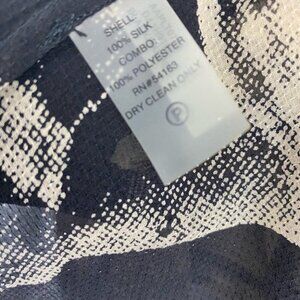 SHELL:
100% SILK
COMBO:
100% POLYESTER
RN#54163
DRY CLEAN ONLY
P